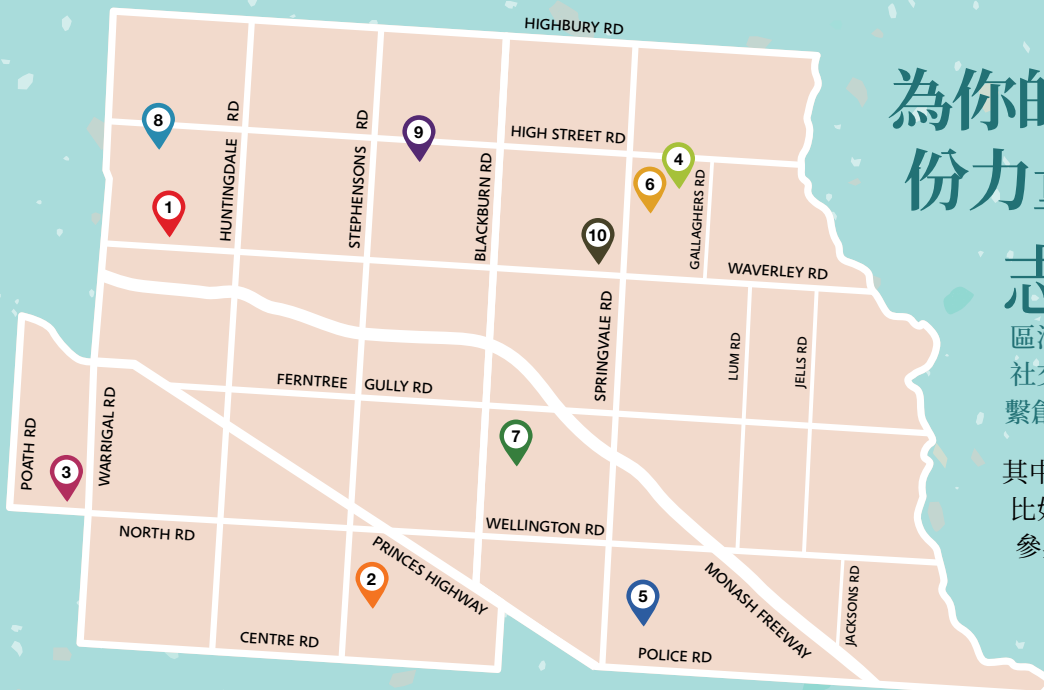 HIGHBURY RD
HIGH STREET RD
HUNTINGDALE RD
STEPHENSONS RD
BLACKBURN RD
GALLAGHERS RD
WAVERLEY RD
SPRINGVALE RD
LUM RD
JELLS RD
FERNTREE GULLY RD
POATH RD
WARRIGAL RD
NORTH RD
WELLINGTON RD
PRINCES HIGHWAY
MONASH FREEWAY
JACKSONS RD
CENTRE RD
POLICE RD
8
9
4
6
1
10
7
3
2
5
為你
份力
志
區
社
繫
其中
比
參